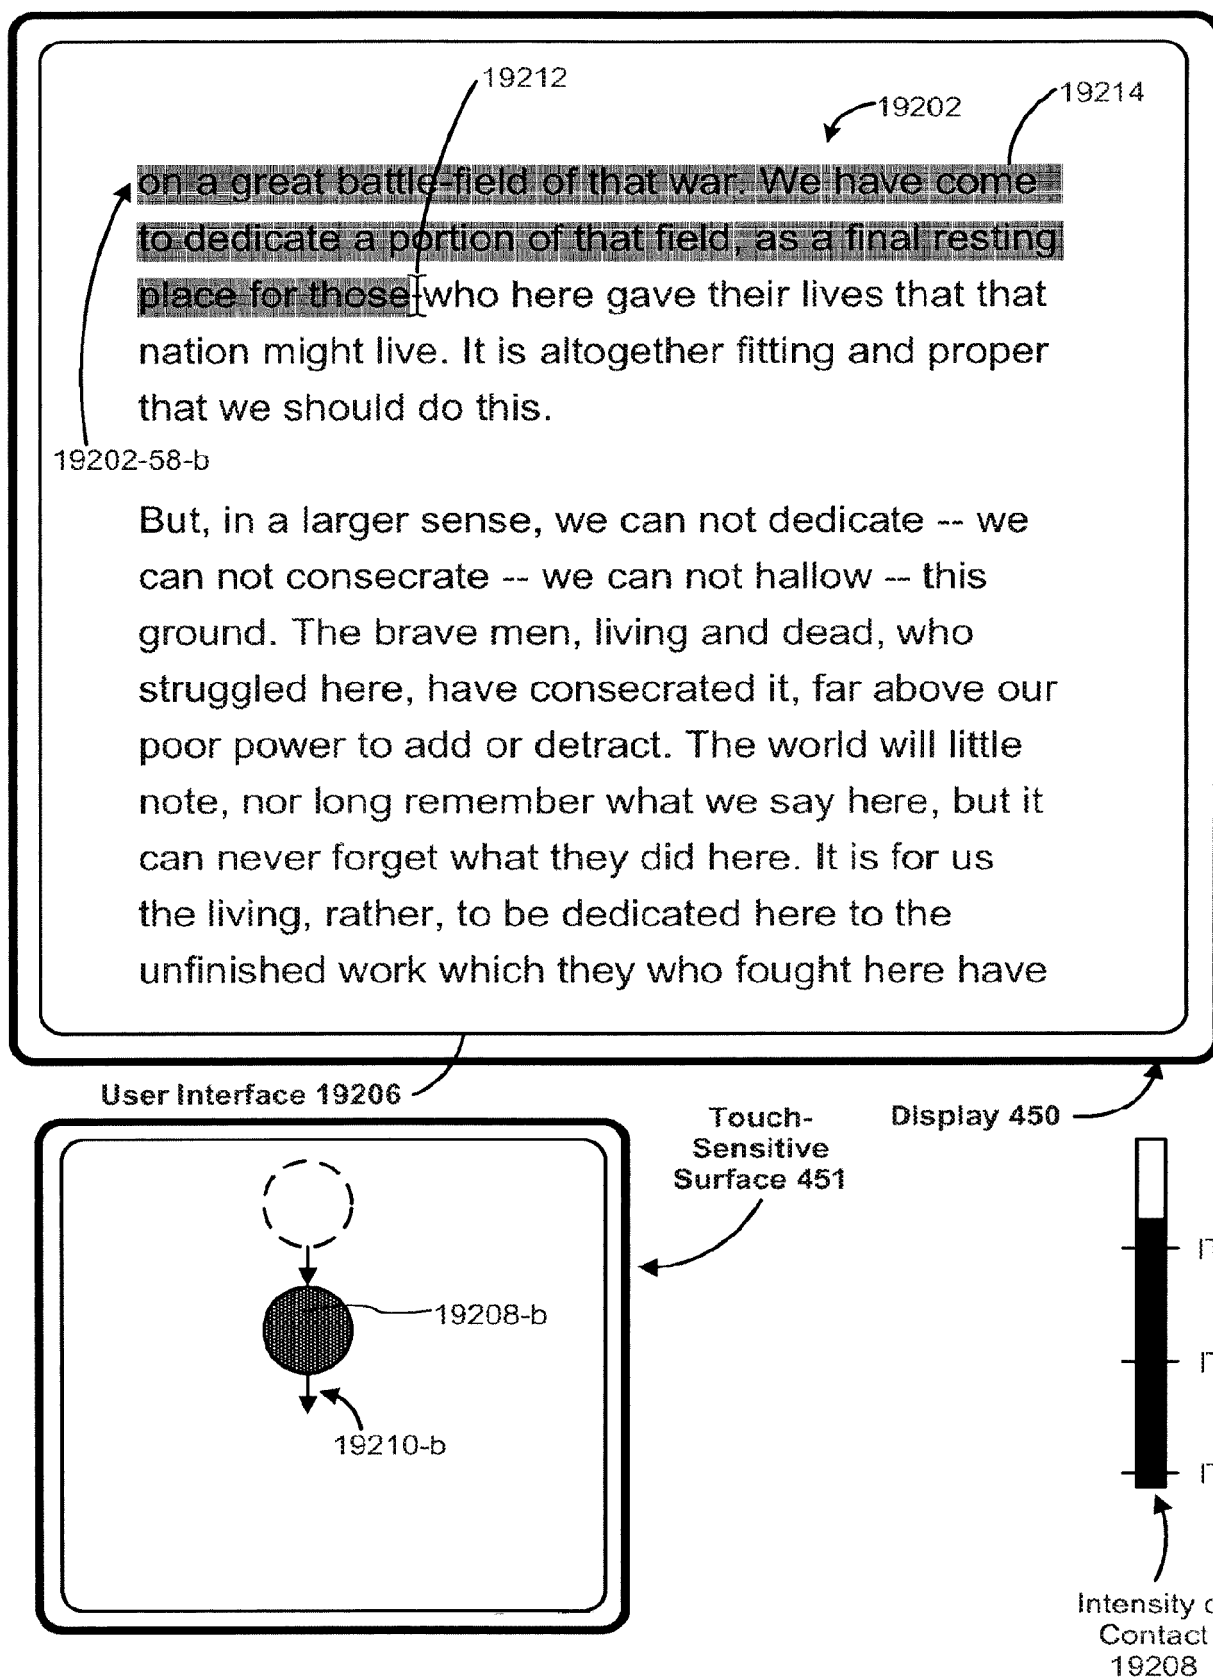 19212
19202
19214
on a great battle-field of that war. We have come
to dedicate a portion of that field, as a final resting
place for those who here gave their lives that that
nation might live. It is altogether fitting and proper
that we should do this.
19202-58-b
But, in a larger sense, we can not dedicate -- we
can not consecrate -- we can not hallow -- this
ground. The brave men, living and dead, who
struggled here, have consecrated it, far above our
poor power to add or detract. The world will little
note, nor long remember what we say here, but it
can never forget what they did here. It is for us
the living, rather, to be dedicated here to the
unfinished work which they who fought here have
User Interface 19206
Touch-
Sensitive
Surface 451
Display 450
19208-b
19210-b
Intensity
Contact
19208